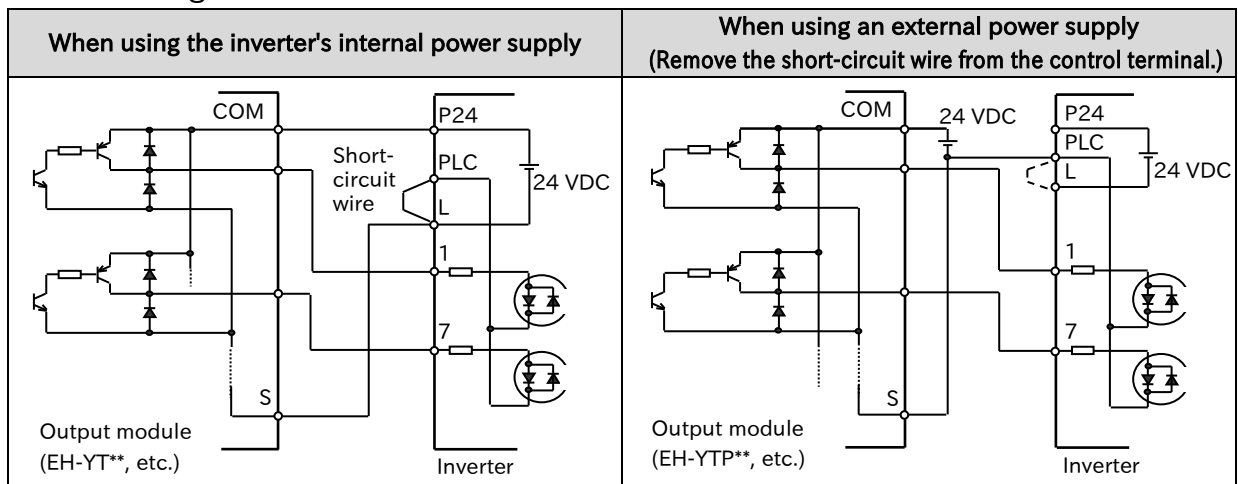 When using the inverter's internal power supply
When using an external power supply
(Remove the short-circuit wire from the control terminal.)
COM
P24
Short-
circuit
wire
PLC
L
24 VDC
1
7
S
Output module
(EH-YT**, etc.)
Inverter
COM
24 VDC
P24
PLC
L
24 VDC
1
7
S
Output module
(EH-YTP**, etc.)
Inverter